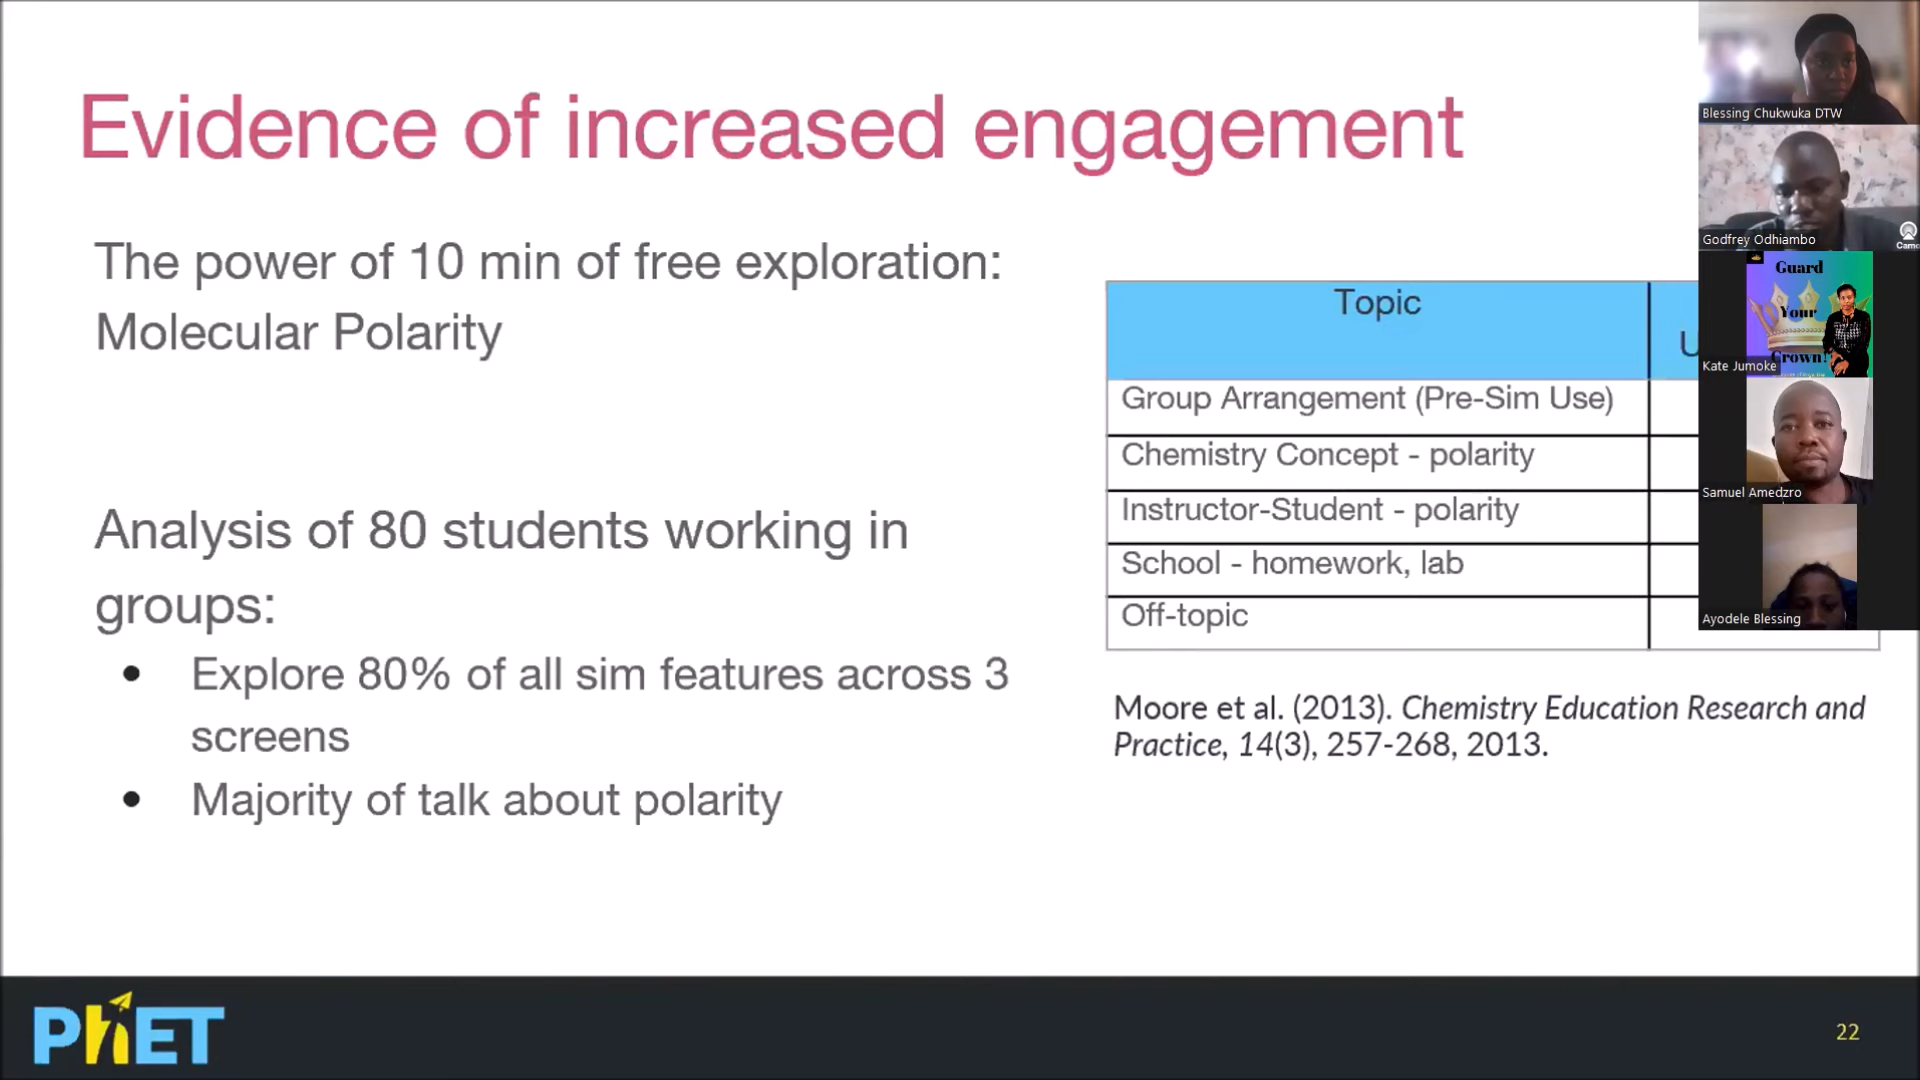 Evidence of increased engagement
The power of 10 min of free exploration:
Molecular Polarity
Analysis of 80 students working in
groups:
• Explore 80% of all sim features across 3
screens
• Majority of talk about polarity
Topic
Group Arrangement (Pre-Sim Use)
Chemistry Concept - polarity
Instructor-Student - polarity
School - homework, lab
Off-topic
Moore et al. (2013). Chemistry Education Research and
Practice, 14(3), 257-268, 2013.
Blessing Chukwuka DTW
Godfrey Odhiambo
Guard
Your
Crown!
Kate Jumoke
Samuel Amedzro
Ayodele Blessing
PhET
22